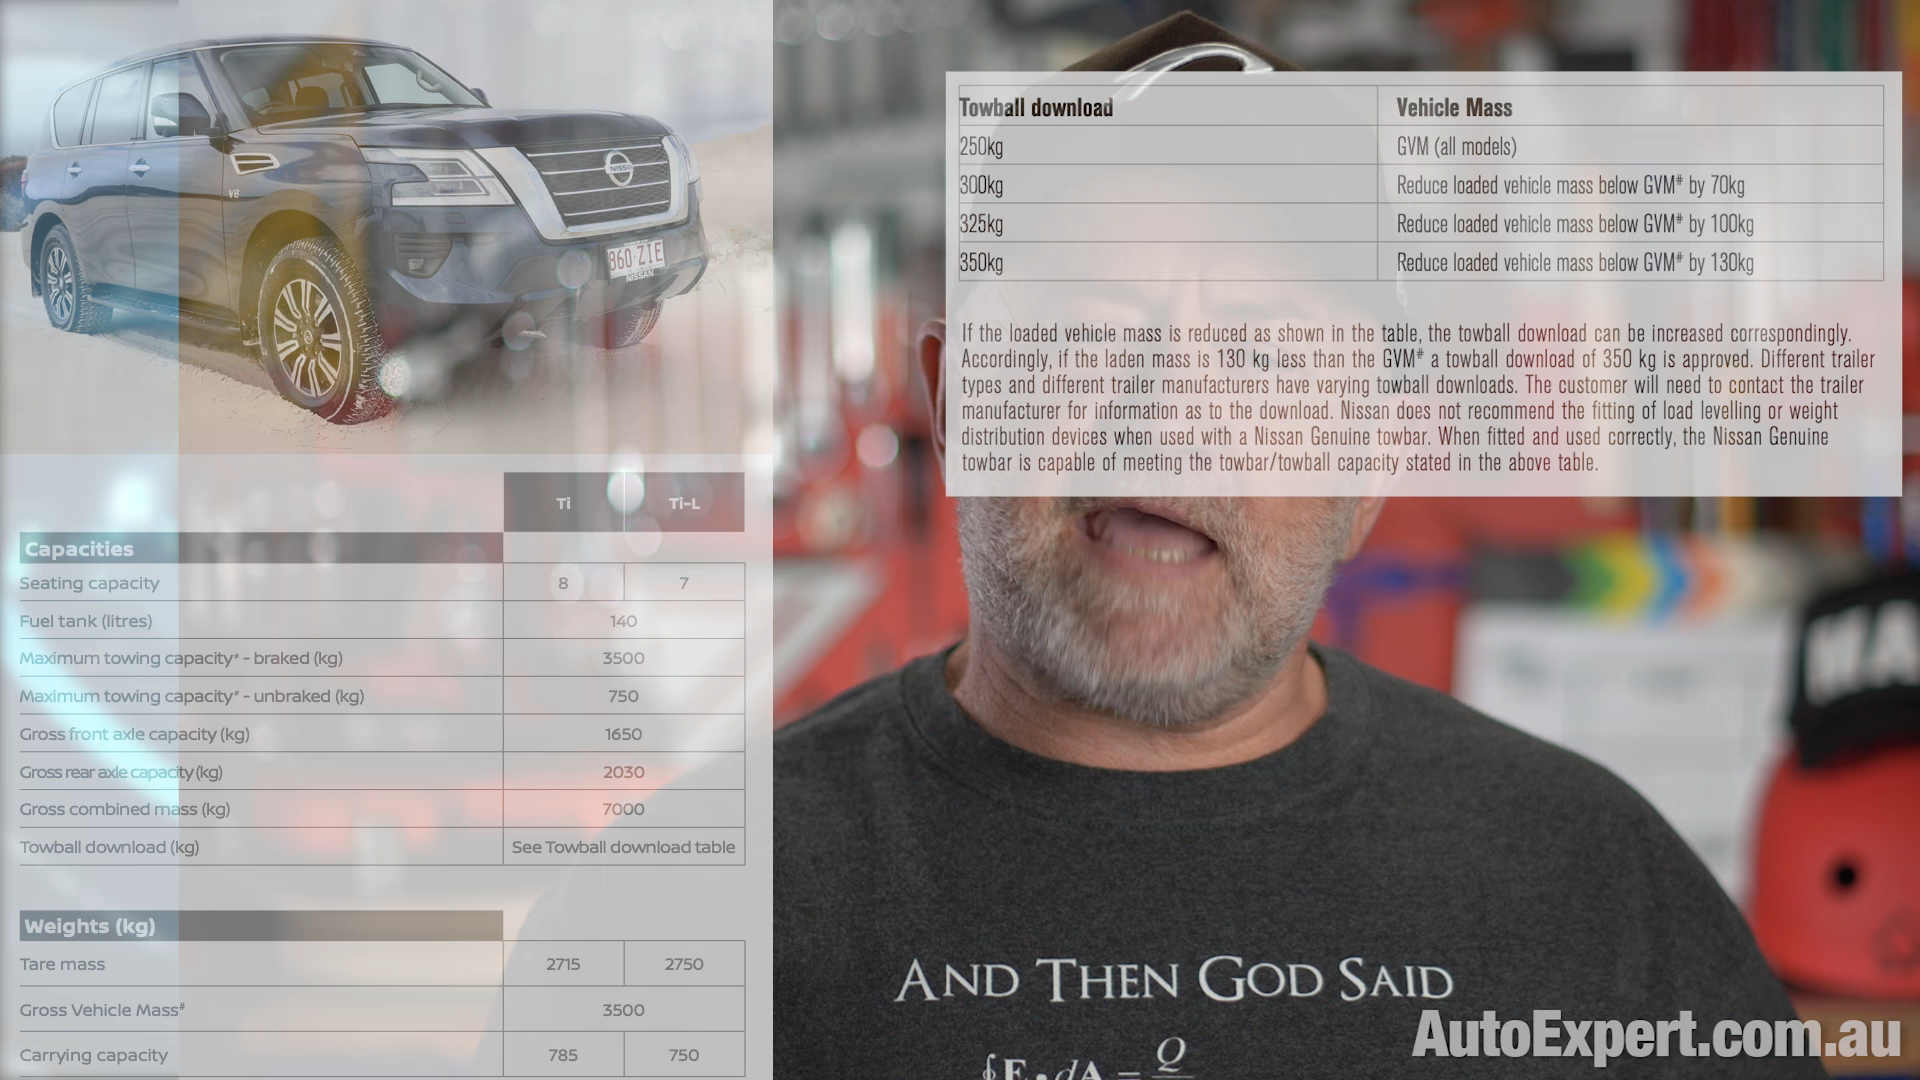 V8
NISSAN
860·ZIE
NISSAN
Towball download Vehicle Mass
250kg GVM (all models)
300kg Reduce loaded vehicle mass below GVM# by 70kg
325kg Reduce loaded vehicle mass below GVM# by 100kg
350kg Reduce loaded vehicle mass below GVM# by 130kg
If the loaded vehicle mass is reduced as shown in the table, the towball download can be increased correspondingly.
Accordingly, if the laden mass is 130 kg less than the GVM# a towball download of 350 kg is approved. Different trailer
types and different trailer manufacturers have varying towball downloads. The customer will need to contact the trailer
manufacturer for information as to the download. Nissan does not recommend the fitting of load levelling or weight
distribution devices when used with a Nissan Genuine towbar. When fitted and used correctly, the Nissan Genuine
towbar is capable of meeting the towbar/towball capacity stated in the above table.
Ti Ti-L
Capacities
Seating capacity 8 7
Fuel tank (litres) 140
Maximum towing capacity* - braked (kg) 3500
Maximum towing capacity* - unbraked (kg) 750
Gross front axle capacity (kg) 1650
Gross rear axle capacity (kg) 2030
Gross combined mass (kg) 7000
Towball download (kg) See Towball download table
Weights (kg)
Tare mass 2715 2750
Gross Vehicle Mass# 3500
Carrying capacity 785 750
AND THEN GOD SAID
∮E•dA = Q
AutoExpert.com.au